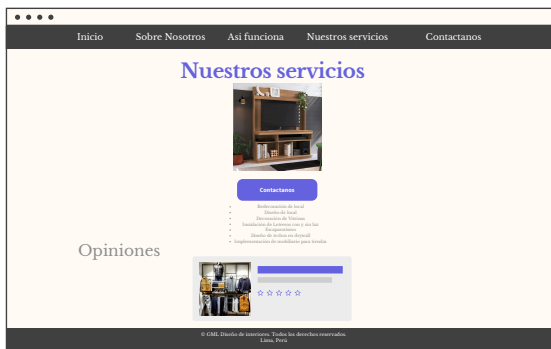 Inicio Sobre Nosotros Asi funciona Nuestros servicios Contactanos
Nuestros servicios
Contactanos
Redecoración de local
Diseño de local
Decoración de Vitrinas
Instalación de Letreros con y sin luz
Escaparatismo
Diseño de techos en drywall
Implementación de mobiliario para tiendas
Opiniones
© GML Diseño de interiores. Todos los derechos reservados.
Lima, Perú